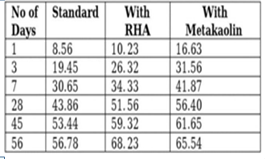 No of Days Standard With RHA With Metakaolin
1 8.56 10.23 16.63
3 19.45 26.32 31.56
7 30.65 34.33 41.87
28 43.86 51.56 56.40
45 53.44 59.32 61.65
56 56.78 68.23 65.54